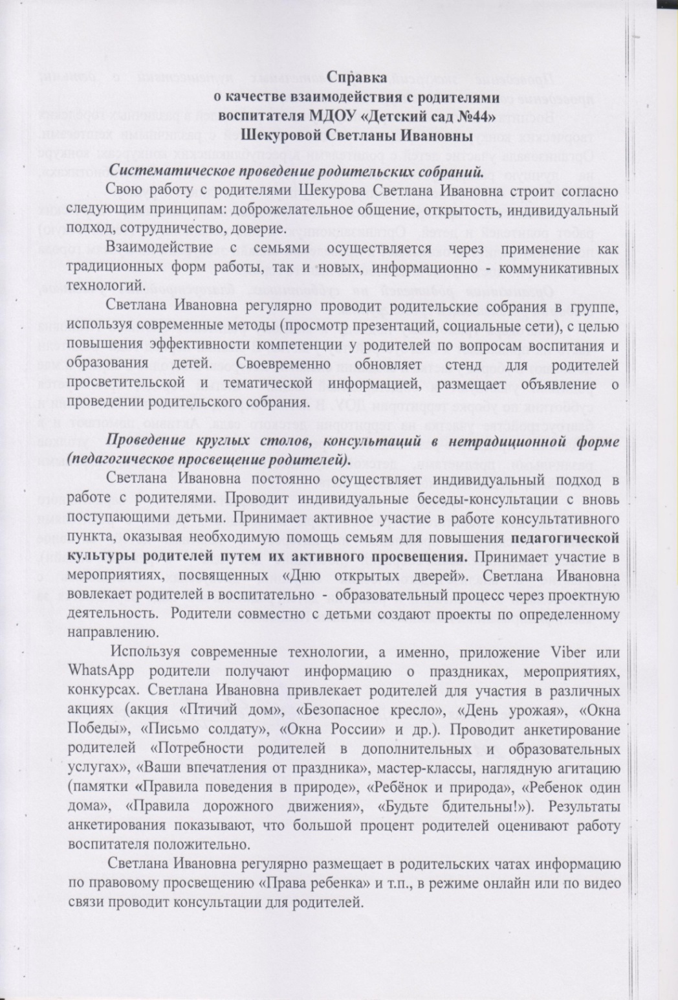 Справка
о качестве взаимодействия с родителями
воспитателя МДОУ «Детский сад №44»
Шекуровой Светланы Ивановны
Систематическое проведение родительских собраний.
Свою работу с родителями Шекурова Светлана Ивановна строит согласно
следующим принципам: доброжелательное общение, открытость, индивидуальный
подход, сотрудничество, доверие.
Взаимодействие с семьями осуществляется через применение как
традиционных форм работы, так и новых, информационно - коммуникативных
технологий.
Светлана Ивановна регулярно проводит родительские собрания в группе,
используя современные методы (просмотр презентаций, социальные сети), с целью
повышения эффективности компетенции у родителей по вопросам воспитания и
образования детей. Своевременно обновляет стенд для родителей
просветительской и тематической информацией, размещает объявление о
проведении родительского собрания.
Проведение круглых столов, консультаций в нетрадиционной форме
(педагогическое просвещение родителей).
Светлана Ивановна постоянно осуществляет индивидуальный подход в
работе с родителями. Проводит индивидуальные беседы-консультации с вновь
поступающими детьми. Принимает активное участие в работе консультативного
пункта, оказывая необходимую помощь семьям для повышения педагогической
культуры родителей путем их активного просвещения. Принимает участие в
мероприятиях, посвященных «Дню открытых дверей». Светлана Ивановна
вовлекает родителей в воспитательно - образовательный процесс через проектную
деятельность. Родители совместно с детьми создают проекты по определенному
направлению.
Используя современные технологии, а именно, приложение Viber или
WhatsApp родители получают информацию о праздниках, мероприятиях,
конкурсах. Светлана Ивановна привлекает родителей для участия в различных
акциях (акция «Птичий дом», «Безопасное кресло», «День урожая», «Окна
Победы», «Письмо солдату», «Окна России» и др.). Проводит анкетирование
родителей «Потребности родителей в дополнительных и образовательных
услугах», «Ваши впечатления от праздника», мастер-классы, наглядную агитацию
(памятки «Правила поведения в природе», «Ребёнок и природа», «Ребенок один
дома», «Правила дорожного движения», «Будьте бдительны!»). Результаты
анкетирования показывают, что большой процент родителей оценивают работу
воспитателя положительно.
Светлана Ивановна регулярно размещает в родительских чатах информацию
по правовому просвещению «Права ребенка» и т.п., в режиме онлайн или по видео
связи проводит консультации для родителей.